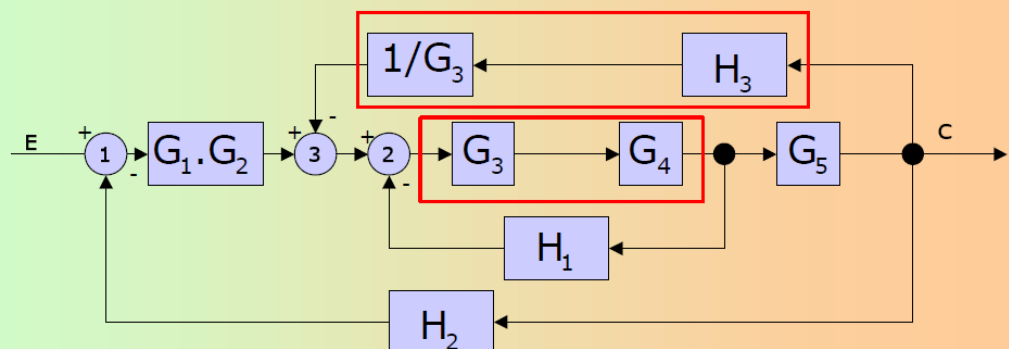 1/G₃
H₃
-
E
+
1
-
G₁.G₂
+
3
+
2
-
G₃
G₄
G₅
C
H₁
H₂